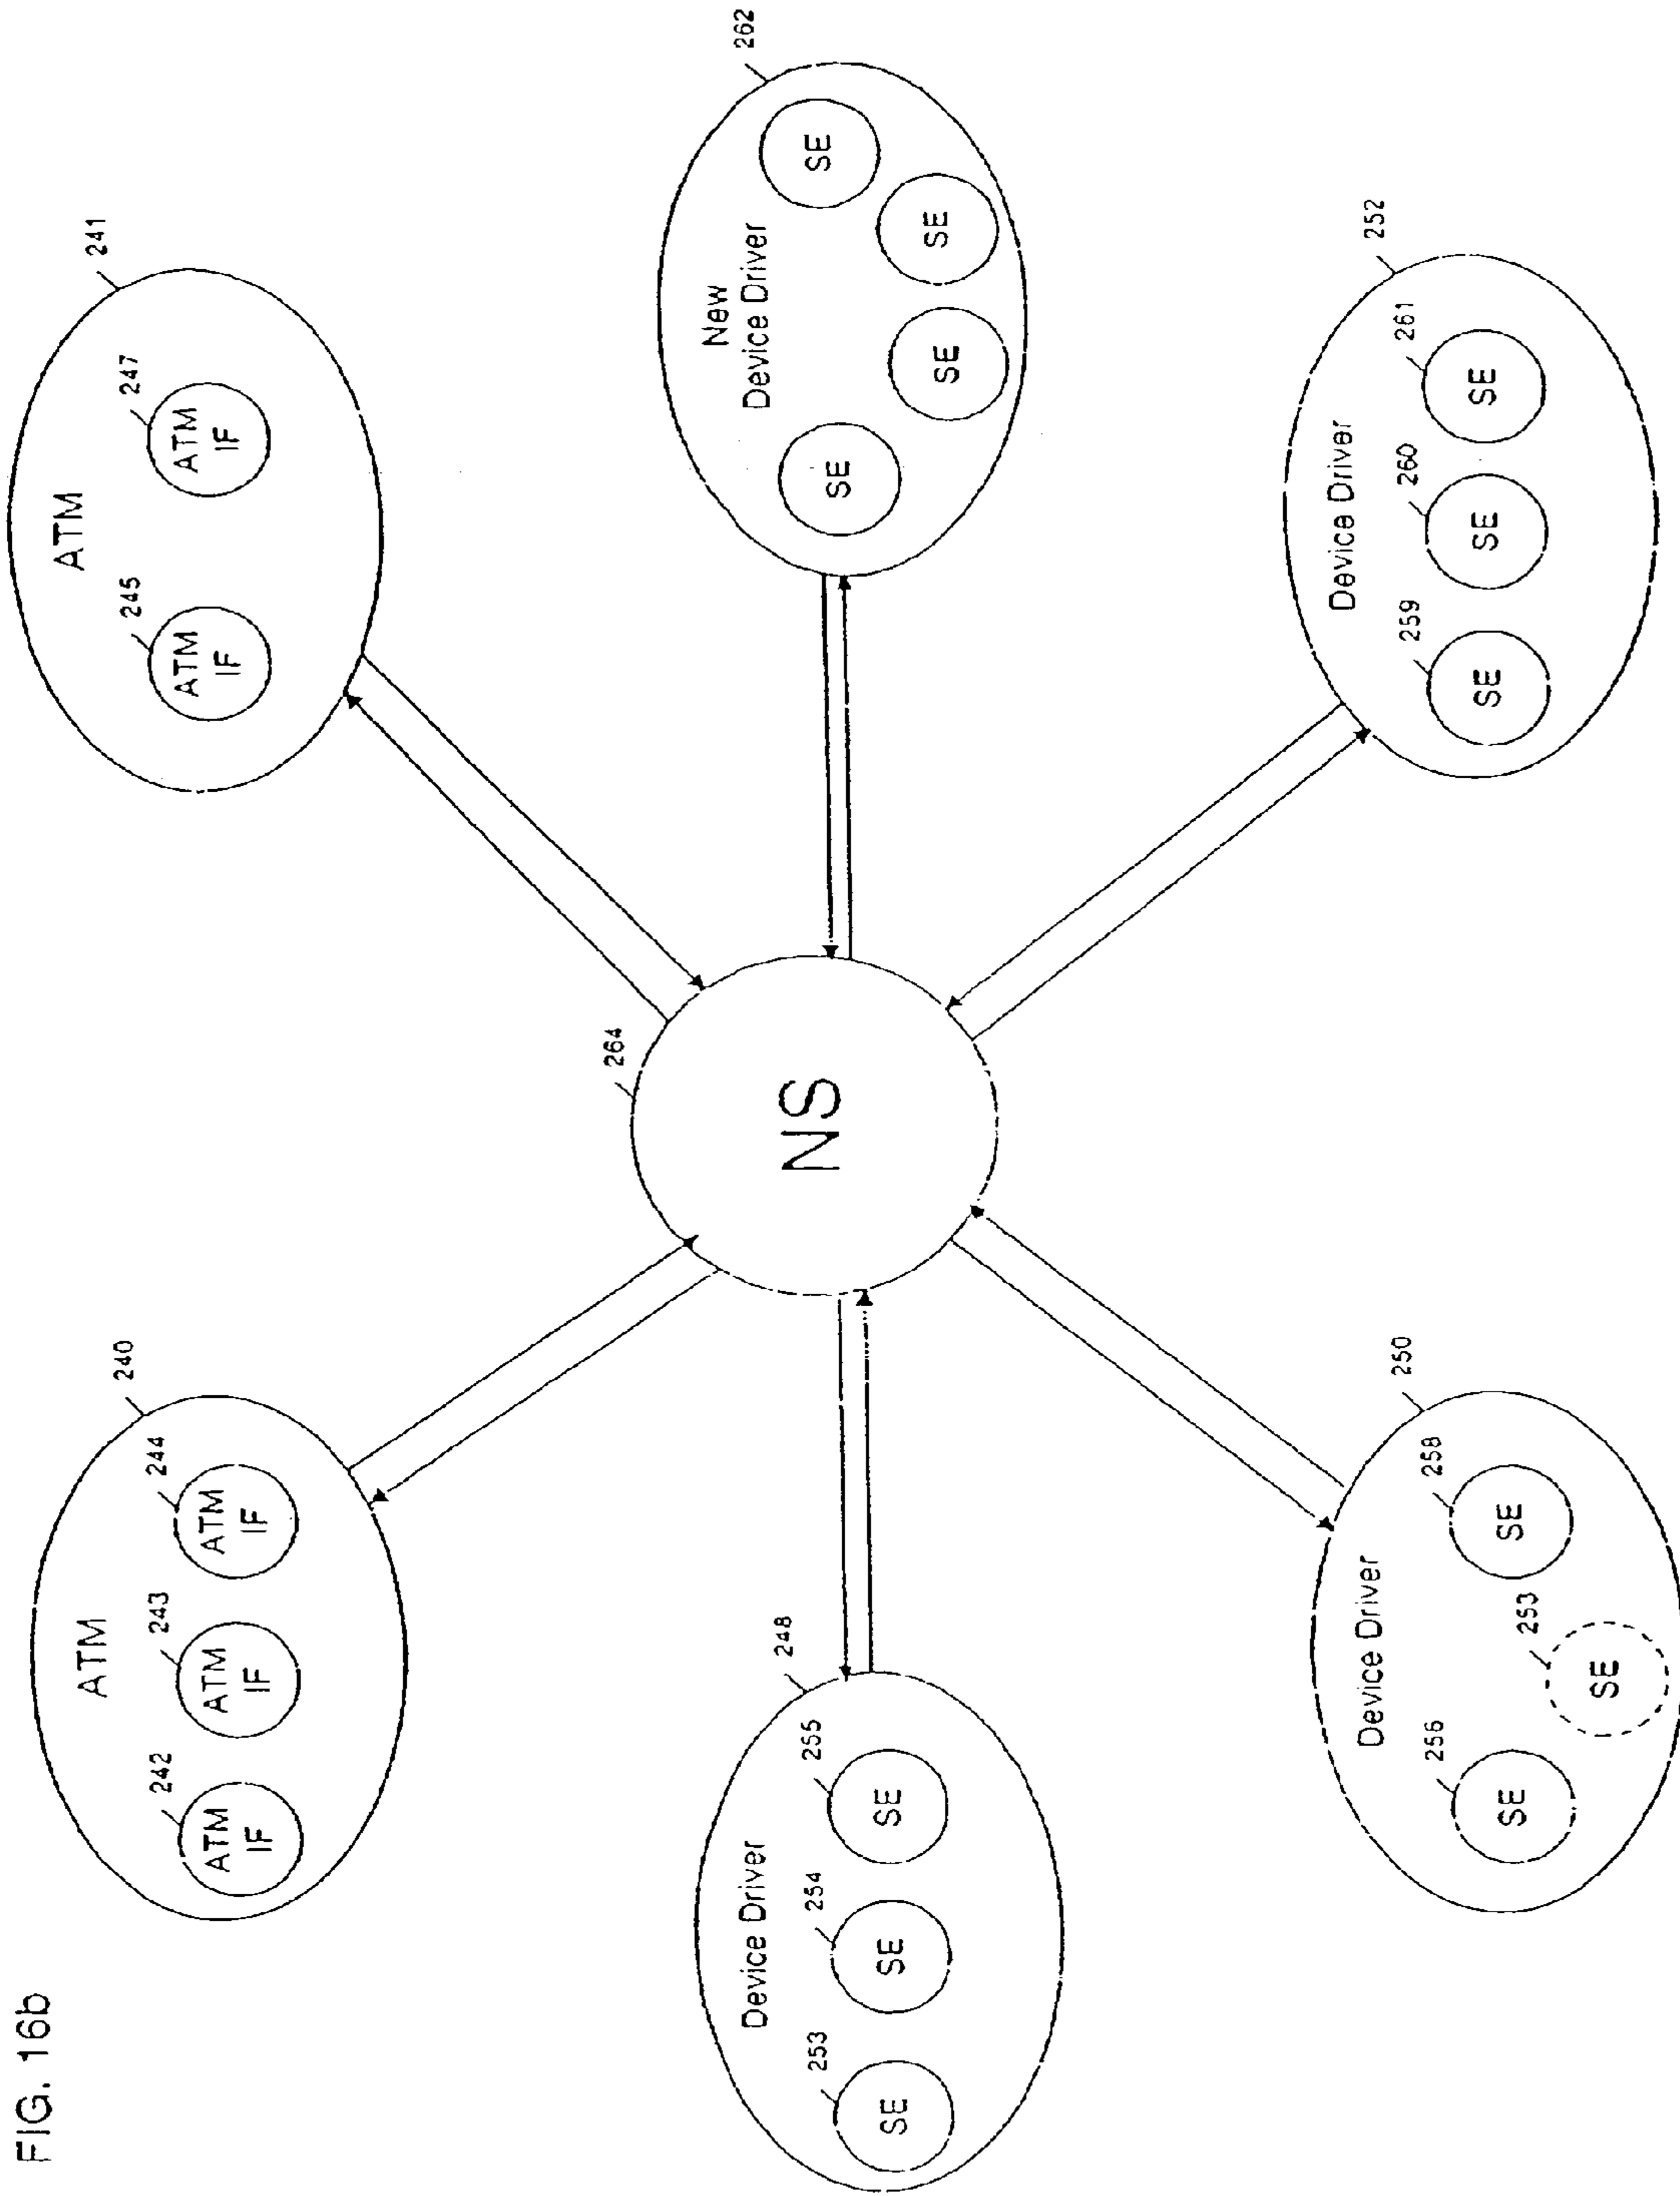 FIG. 16b
240
ATM
242
243
244
ATM
IF
ATM
IF
ATM
IF
241
ATM
245
247
ATM
IF
ATM
IF
248
Device Driver
253
254
255
SE
SE
SE
264
NS
262
New
Device Driver
SE
SE
SE
SE
250
Device Driver
256
253
258
SE
SE
SE
252
Device Driver
259
260
261
SE
SE
SE